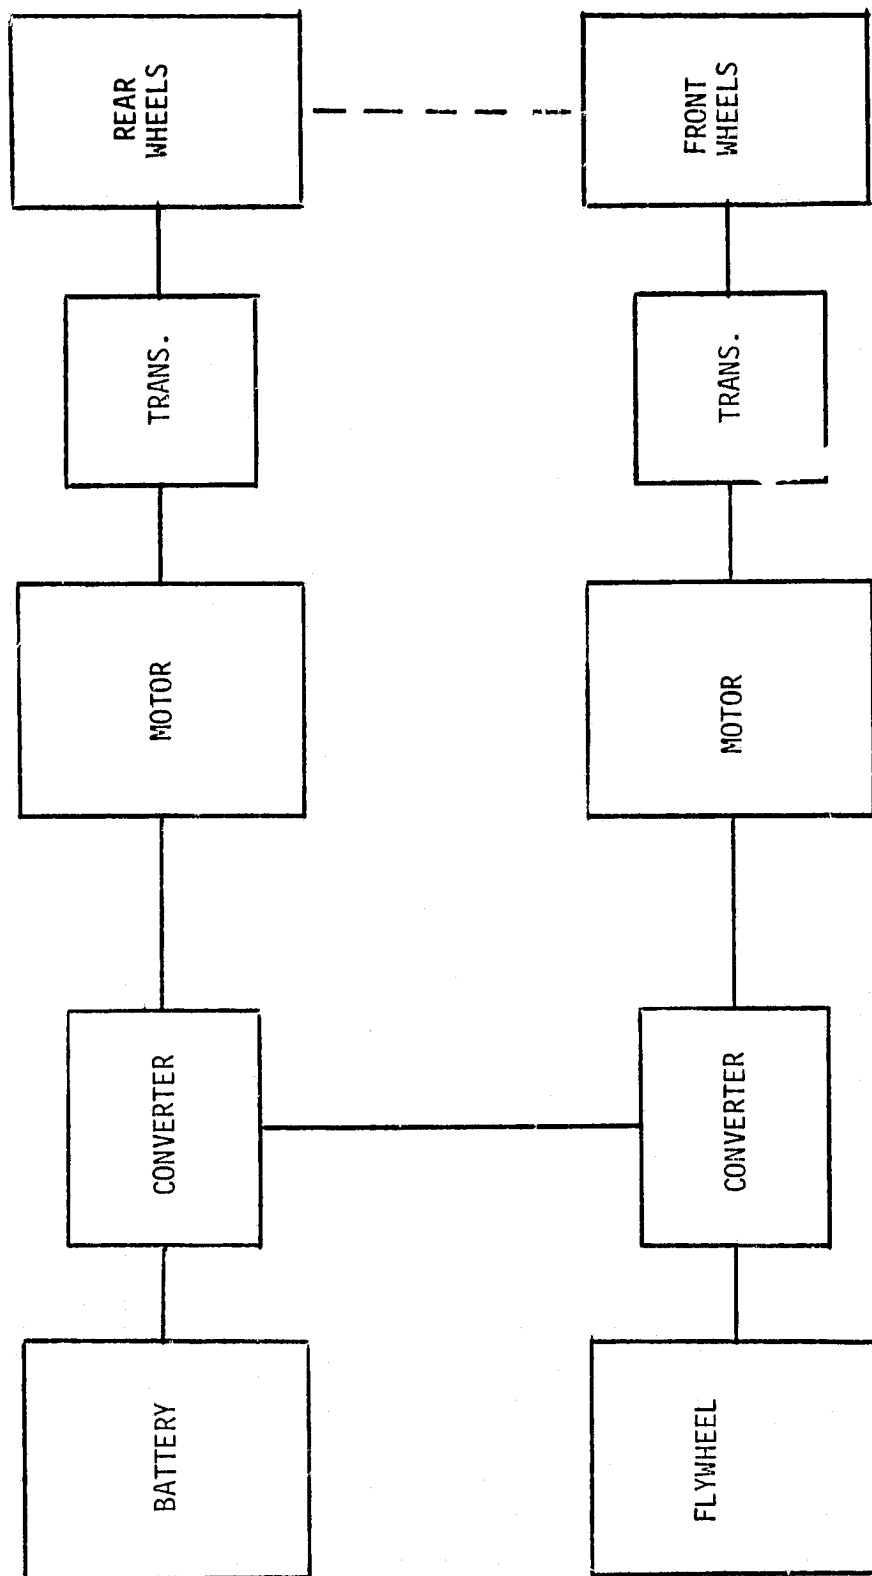 BATTERY
CONVERTER
MOTOR
TRANS.
REAR
WHEELS
FLYWHEEL
CONVERTER
MOTOR
TRANS.
FRONT
WHEELS